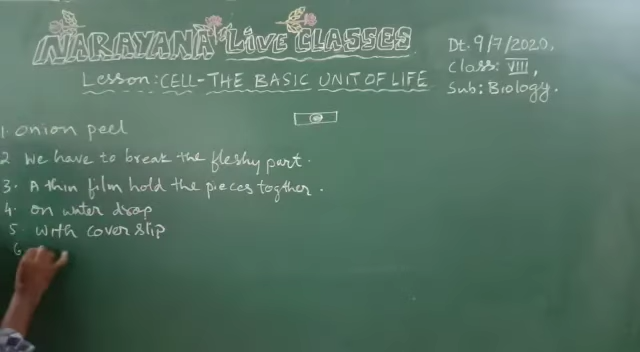 NARAYANA LIVE CLASSES
Dt. 9/7/2020,
Lesson: CELL-THE BASIC UNIT OF LIFE
Class: VIII,
Sub: Biology.
1. Onion peel
2 We have to break the fleshy part.
3. A thin film hold the pieces togther.
4. on water drop
5. With cover slip
6